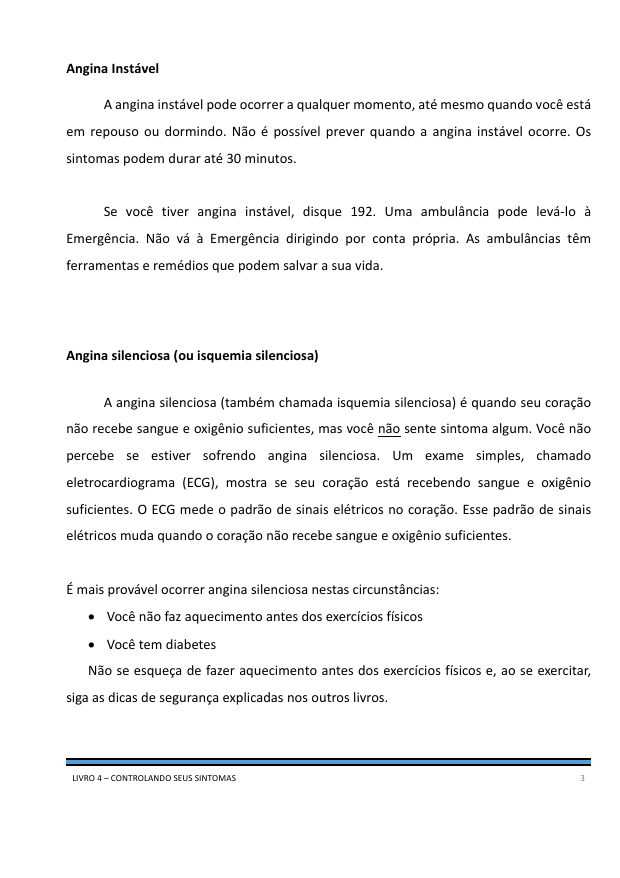 Angina Instável
A angina instável pode ocorrer a qualquer momento, até mesmo quando você está
em repouso ou dormindo. Não é possível prever quando a angina instável ocorre. Os
sintomas podem durar até 30 minutos.
Se você tiver angina instável, disque 192. Uma ambulância pode levá-lo à
Emergência. Não vá à Emergência dirigindo por conta própria. As ambulâncias têm
ferramentas e remédios que podem salvar a sua vida.
Angina silenciosa (ou isquemia silenciosa)
A angina silenciosa (também chamada isquemia silenciosa) é quando seu coração
não recebe sangue e oxigênio suficientes, mas você não sente sintoma algum. Você não
percebe se estiver sofrendo angina silenciosa. Um exame simples, chamado
eletrocardiograma (ECG), mostra se seu coração está recebendo sangue e oxigênio
suficientes. O ECG mede o padrão de sinais elétricos no coração. Esse padrão de sinais
elétricos muda quando o coração não recebe sangue e oxigênio suficientes.
É mais provável ocorrer angina silenciosa nestas circunstâncias:
• Você não faz aquecimento antes dos exercícios físicos
• Você tem diabetes
Não se esqueça de fazer aquecimento antes dos exercícios físicos e, ao se exercitar,
siga as dicas de segurança explicadas nos outros livros.
LIVRO 4 – CONTROLANDO SEUS SINTOMAS 3